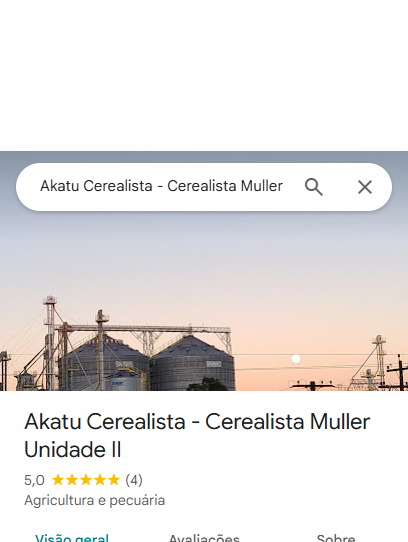 Akatu Cerealista - Cerealista Muller
Akatu Cerealista - Cerealista Muller
Unidade II
5,0 (4)
Agricultura e pecuária
Visão geral Avaliações Sobre